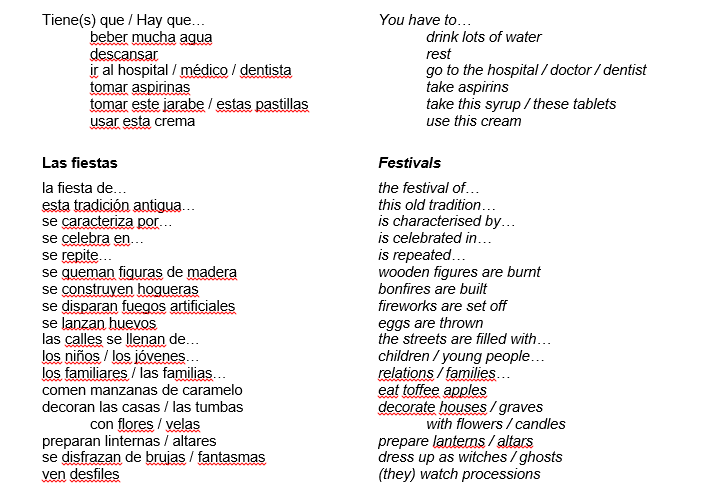 Tiene(s) que / Hay que… You have to…
beber mucha agua drink lots of water
descansar rest
ir al hospital / médico / dentista go to the hospital / doctor / dentist
tomar aspirinas take aspirins
tomar este jarabe / estas pastillas take this syrup / these tablets
usar esta crema use this cream
Las fiestas Festivals
la fiesta de… the festival of…
esta tradición antigua… this old tradition…
se caracteriza por… is characterised by…
se celebra en… is celebrated in…
se repite… is repeated…
se queman figuras de madera wooden figures are burnt
se construyen hogueras bonfires are built
se disparan fuegos artificiales fireworks are set off
se lanzan huevos eggs are thrown
las calles se llenan de… the streets are filled with…
los niños / los jóvenes… children / young people…
los familiares / las familias… relations / families…
comen manzanas de caramelo eat toffee apples
decoran las casas / las tumbas decorate houses / graves
con flores / velas with flowers / candles
preparan linternas / altares prepare lanterns / altars
se disfrazan de brujas / fantasmas dress up as witches / ghosts
ven desfiles (they) watch processions